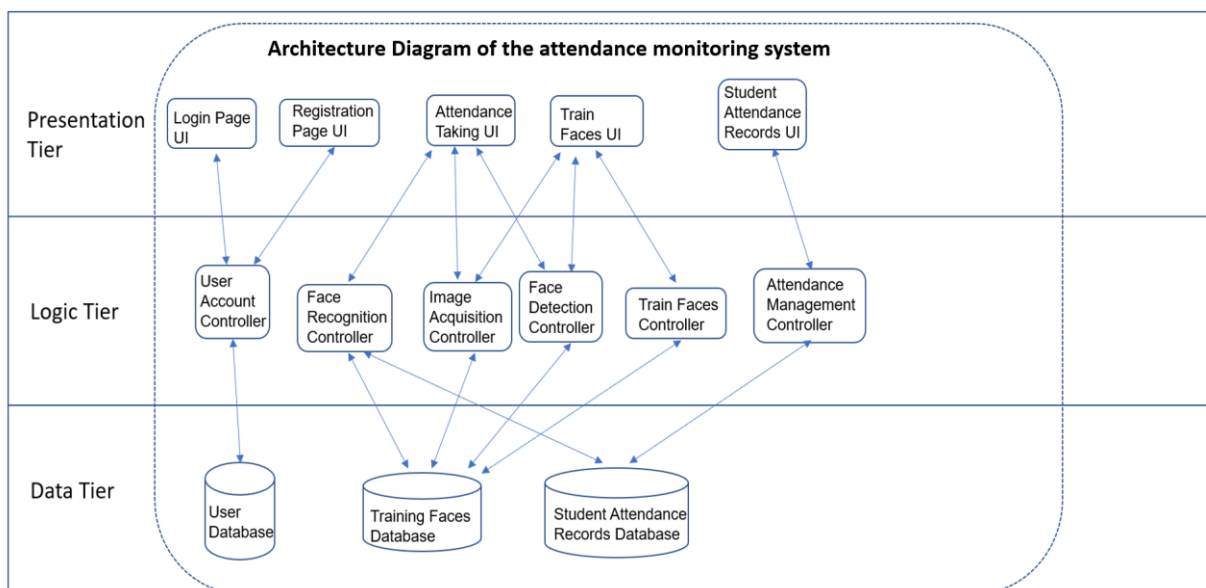 Architecture Diagram of the attendance monitoring system
Presentation
Tier
Login Page
UI
Registration
Page UI
Attendance
Taking UI
Train
Faces UI
Student
Attendance
Records UI
Logic Tier
User
Account
Controller
Face
Recognition
Controller
Image
Acquisition
Controller
Face
Detection
Controller
Train Faces
Controller
Attendance
Management
Controller
Data Tier
User
Database
Training Faces
Database
Student Attendance
Records Database